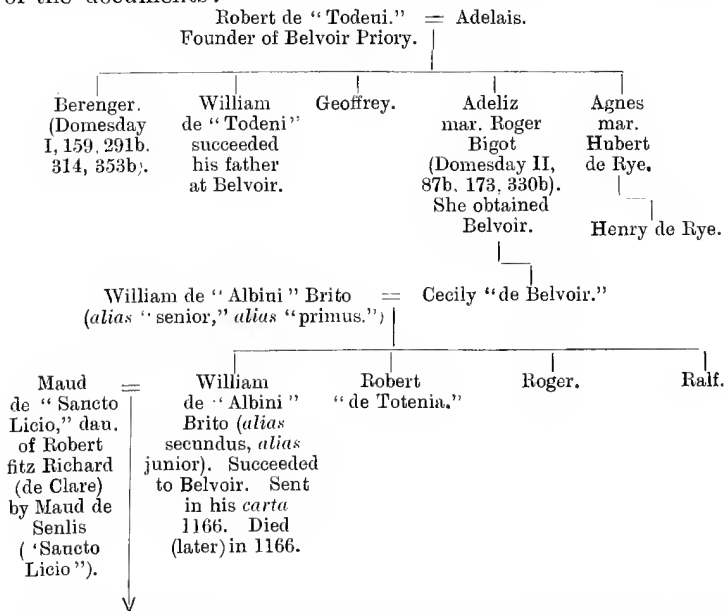 of the documents :
Robert de “ Todeni.” = Adelais.
Founder of Belvoir Priory.
Berenger.
(Domesday
I, 159, 291b.
314, 353b).
William
de “ Todeni ”
succeeded
his father
at Belvoir.
Geoffrey.
Adeliz
mar. Roger
Bigot
(Domesday II,
87b, 173, 330b).
She obtained
Belvoir.
Agnes
mar.
Hubert
de Rye.
Henry de Rye.
William de “ Albini ” Brito = Cecily “de Belvoir.”
(alias “ senior,” alias “primus.”)
Maud =
de “ Sancto
Licio,” dau.
of Robert
fitz Richard
(de Clare)
by Maud de
Senlis
( ‘Sancto
Licio ”).
William
de “ Albini ”
Brito (alias
secundus, alias
junior). Succeeded
to Belvoir. Sent
in his carta
1166. Died
(later) in 1166.
Robert
“ de Totenia.”
Roger.
Ralf.